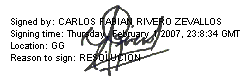 Signed by: CARLOS FABIAN RIVERO ZEVALLOS
Signing time: Thursday, February 1 2007, 23:8:34 GMT
Location: GG
Reason to sign: RESOLUCION